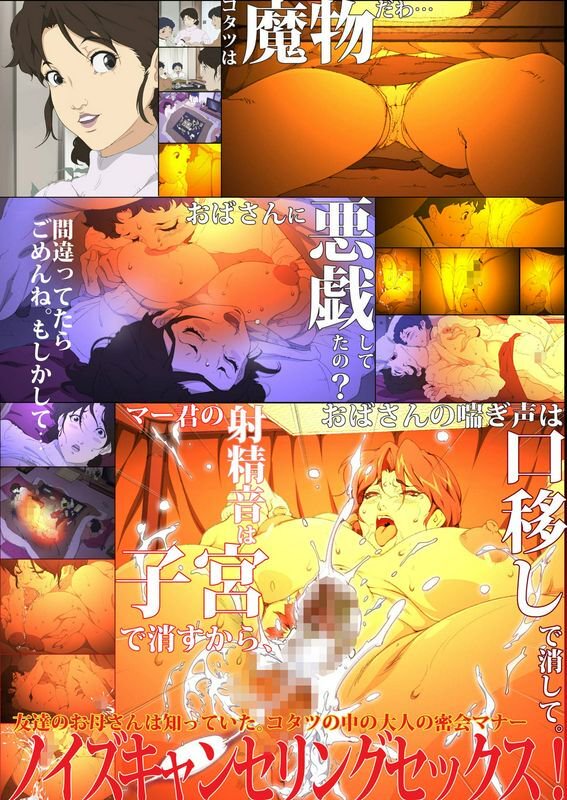 コタツは
魔物だわ…
おばさんに
悪戯して
たの？
間違ってたら
ごめんね。もしかして…
マー君の
射精音は
子宮
で消すから、
おばさんの喘ぎ声は
口移しで消して。
友達のお母さんは知っていた。コタツの中の大人の密会マナー
ノイズキャンセリングセックス！